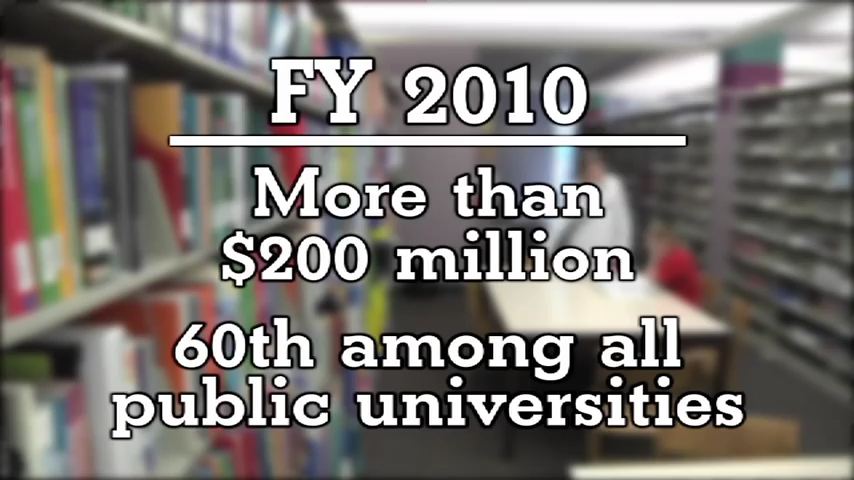 FY 2010
More than
$200 million
60th among all
public universities